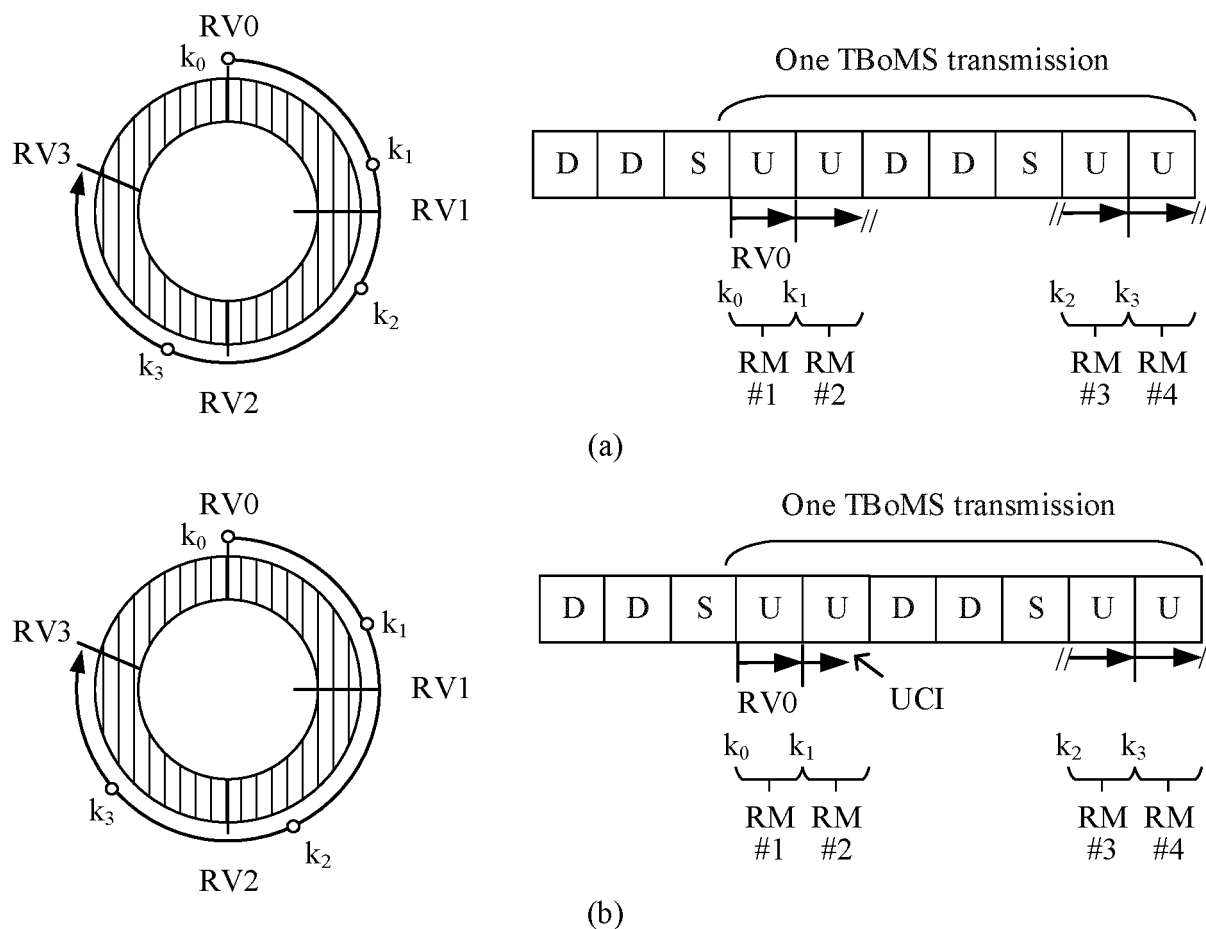 RV0
k₀
k₁
RV3
RV1
k₂
k₃
RV2
One TBoMS transmission
D D S U U D D S U U
RV0
k₀ k₁ k₂ k₃
RM #1
RM #2
RM #3
RM #4
(a)
RV0
k₀
k₁
RV3
RV1
k₃
k₂
RV2
One TBoMS transmission
D D S U U D D S U U
RV0 UCI
k₀ k₁ k₂ k₃
RM #1
RM #2
RM #3
RM #4
(b)